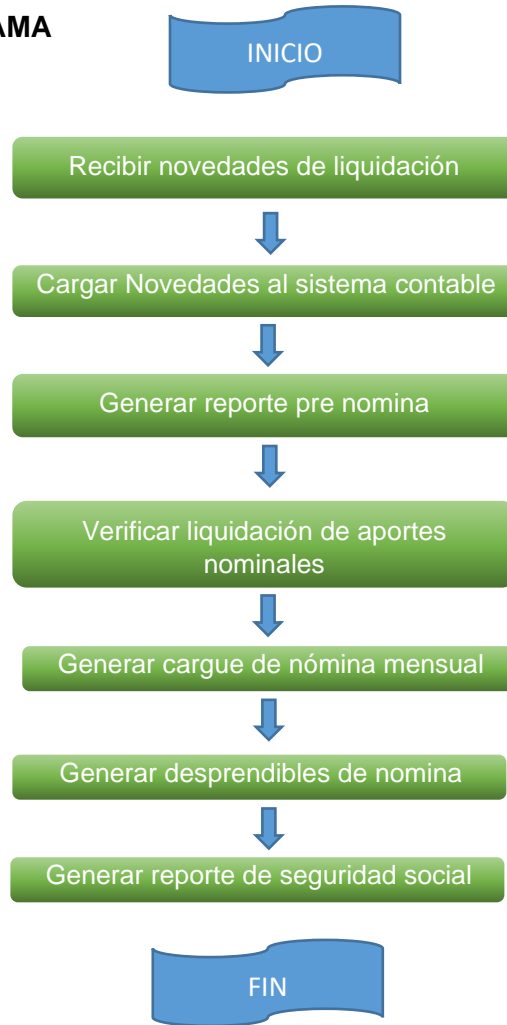 AMA
INICIO
Recibir novedades de liquidación
Cargar Novedades al sistema contable
Generar reporte pre nomina
Verificar liquidación de aportes
nominales
Generar cargue de nómina mensual
Generar desprendibles de nomina
Generar reporte de seguridad social
FIN